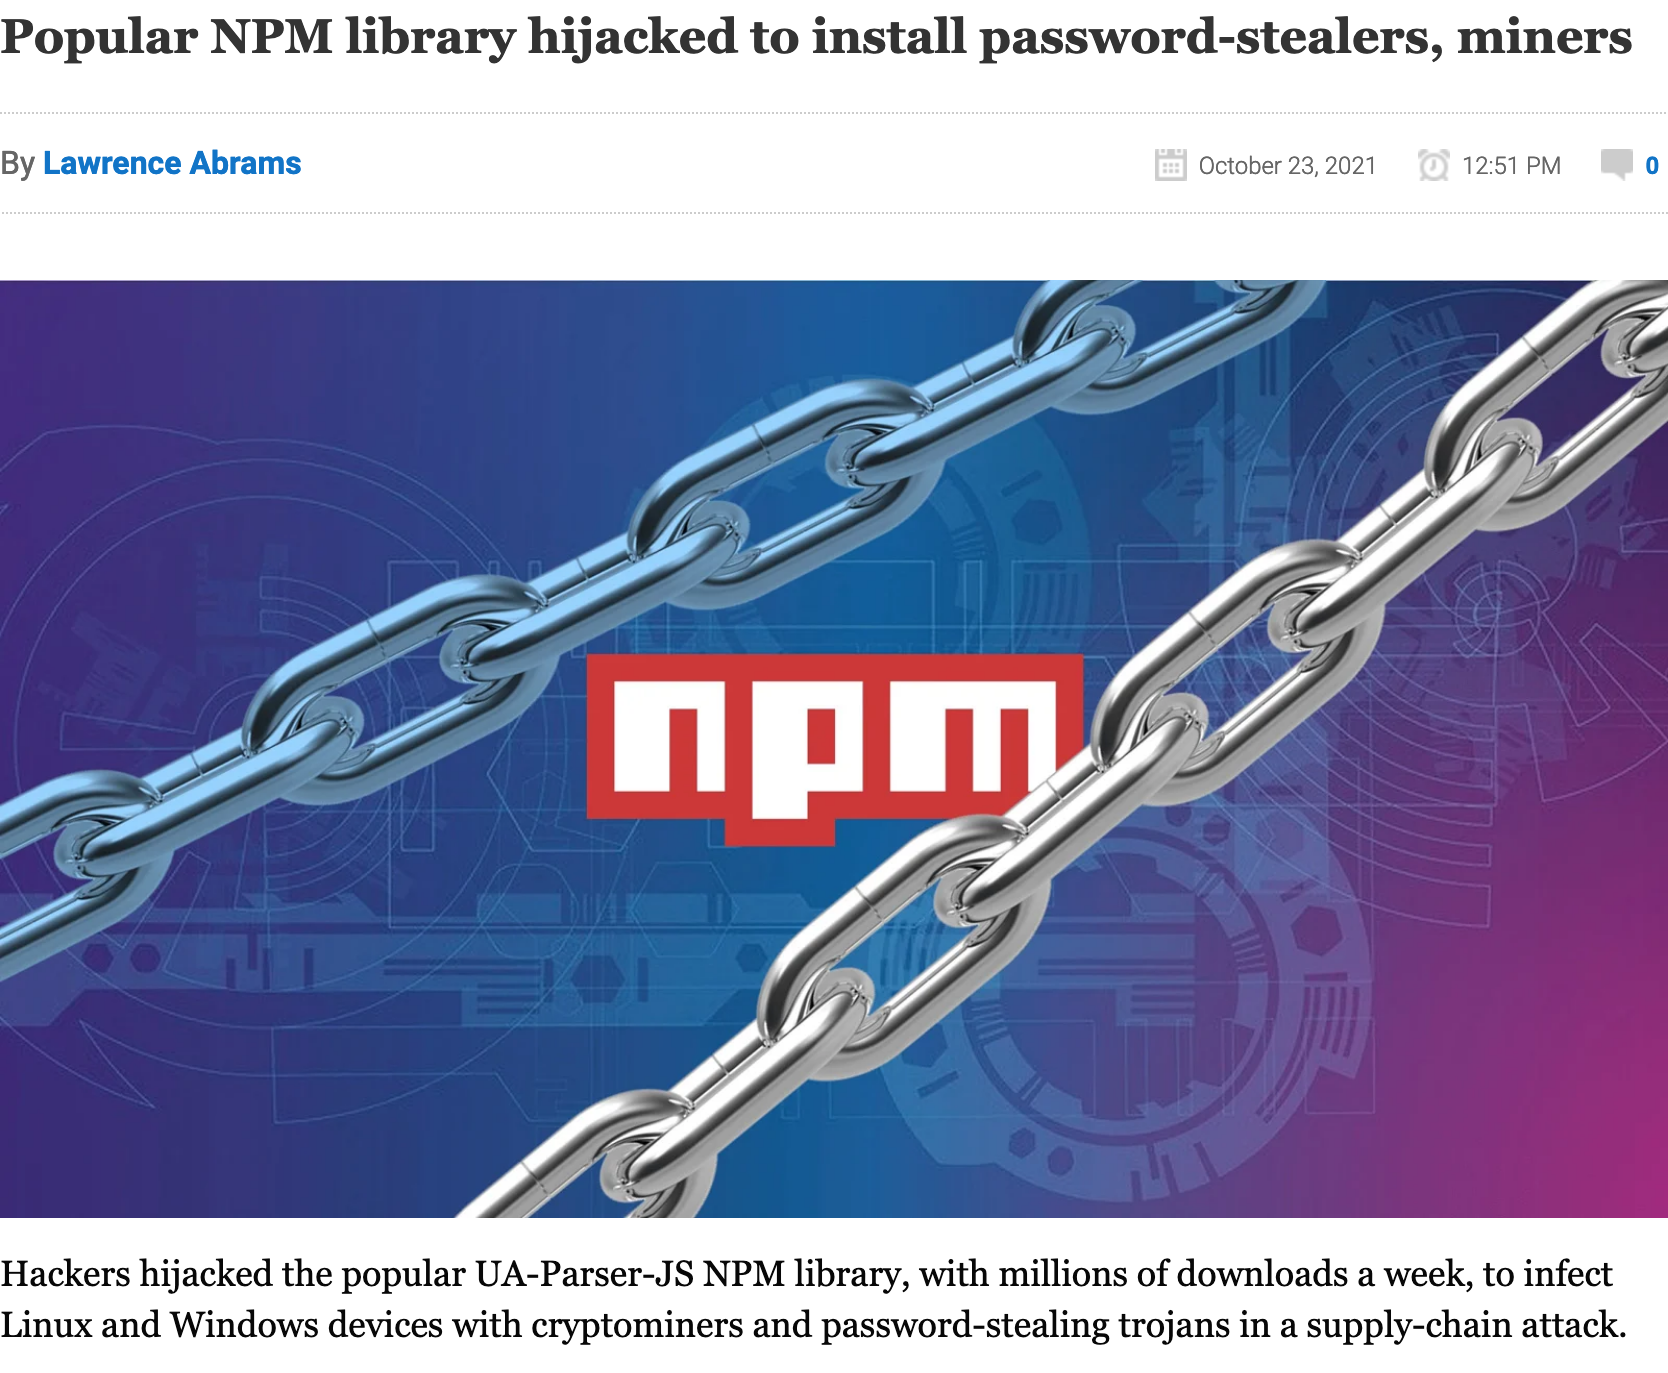 Popular NPM library hijacked to install password-stealers, miners
By Lawrence Abrams
October 23, 2021
12:51 PM
0
npm
Hackers hijacked the popular UA-Parser-JS NPM library, with millions of downloads a week, to infect
Linux and Windows devices with cryptominers and password-stealing trojans in a supply-chain attack.